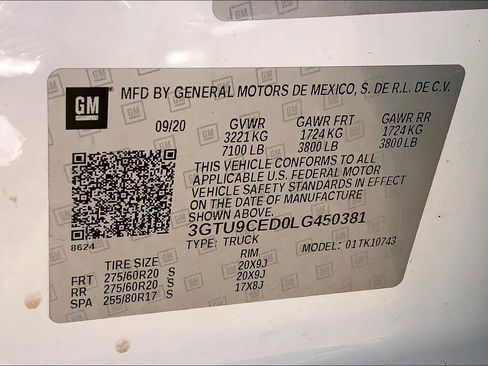 GM MFD BY GENERAL MOTORS DE MEXICO, S. DE R.L. DE C.V.
09/20 GVWR GAWR FRT GAWR RR
3221 KG 1724 KG 1724 KG
7100 LB 3800 LB 3800 LB
THIS VEHICLE CONFORMS TO ALL
APPLICABLE U.S. FEDERAL MOTOR
VEHICLE SAFETY STANDARDS IN EFFECT
ON THE DATE OF MANUFACTURE
SHOWN ABOVE.
3GTU9CED0LG450381
8624 TYPE: TRUCK MODEL: 01TK10743
TIRE SIZE RIM
FRT 275/60R20 S 20X9J
RR 275/60R20 S 20X9J
SPA 255/80R17 S 17X8J